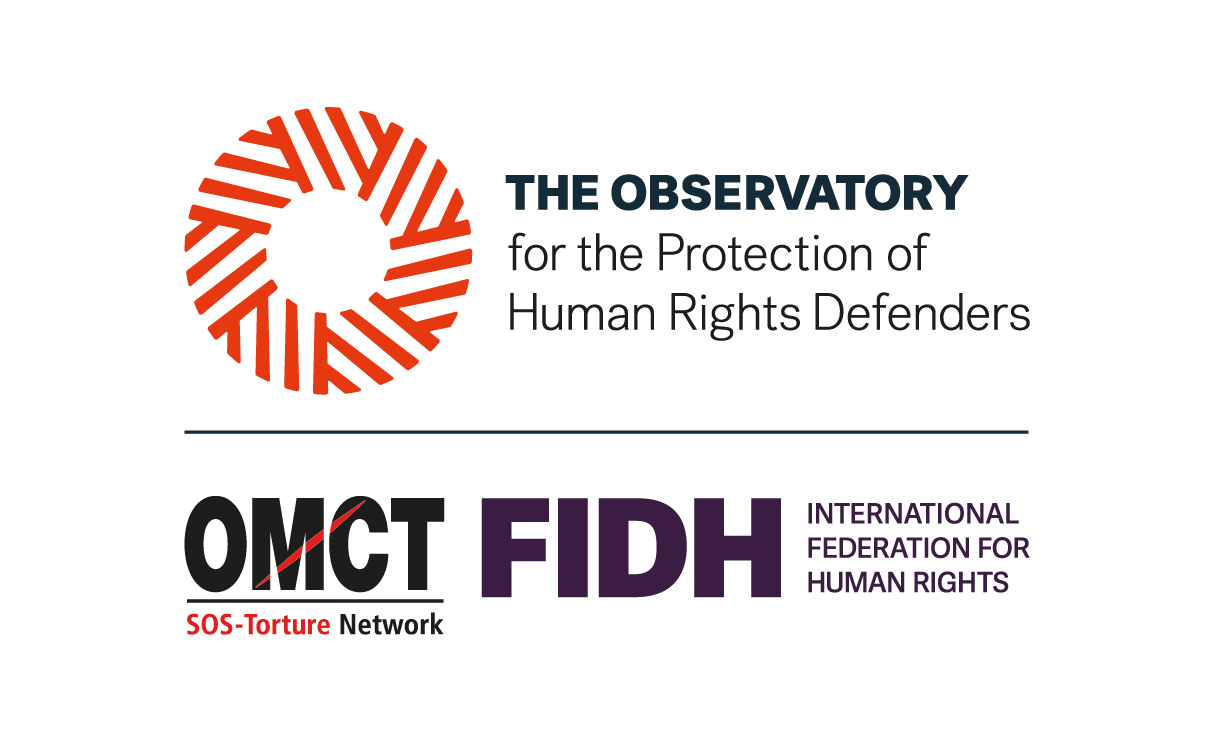 THE OBSERVATORY
for the Protection of
Human Rights Defenders
OMCT
SOS-Torture Network
FIDH
INTERNATIONAL
FEDERATION FOR
HUMAN RIGHTS